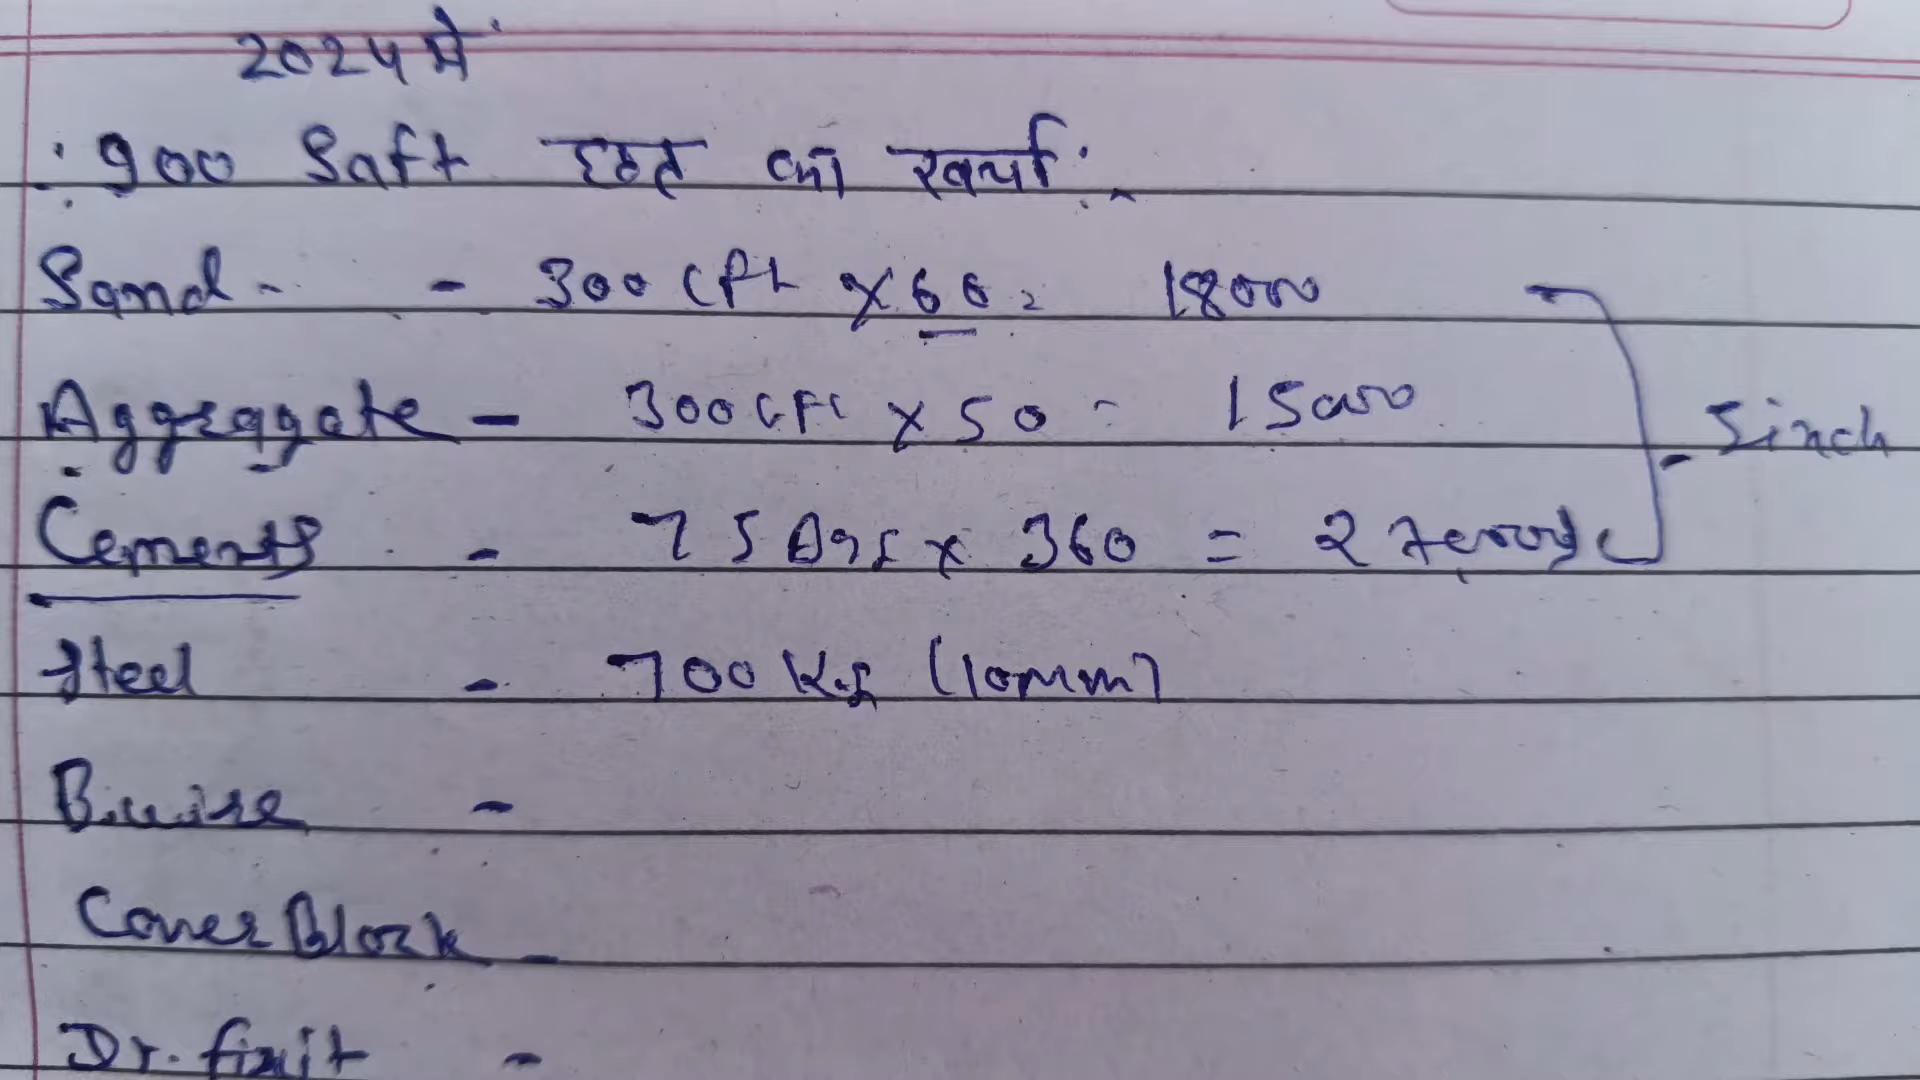 2024 में
: 900 Saft छत का खर्चा :-
Sand - - 300 Cft × 60 = 18000
Aggregate - 300 CFt × 50 = 15000
- 5 inch
Cements - 75 Bags × 360 = 27000
Steel - 700 Kg (10mm)
B.wire -
Cover Block -
Dr. fixit -